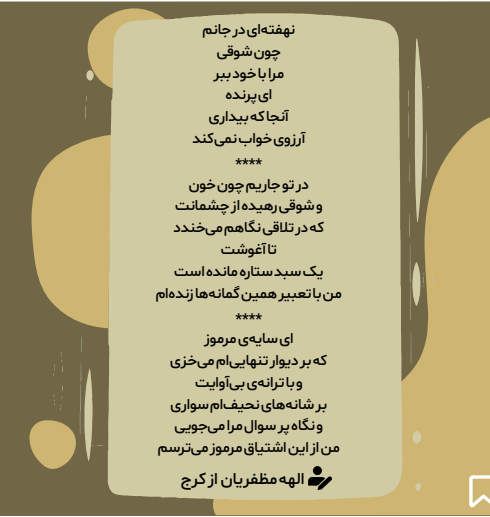 نهفته‌ای در جانم
چون شوقی
مرا با خود ببر
ای پرنده
آنجا که بیداری
آرزوی خواب نمی‌کند
****
در تو جاریم چون خون
و شوقی رهیده از چشمانت
که در تلاقی نگاهم می‌خندد
تا آغوشت
یک سبد ستاره مانده است
من با تعبیر همین گمانه‌ها زنده‌ام
****
ای سایه‌ی مرموز
که بر دیوار تنهایی‌ام می‌خزی
و با ترانه‌ی بی‌آوایت
بر شانه‌های نحیف‌ام سواری
و نگاه پر سوال مرا می‌جویی
من از این اشتیاق مرموز می‌ترسم
الهه مظفریان از کرج